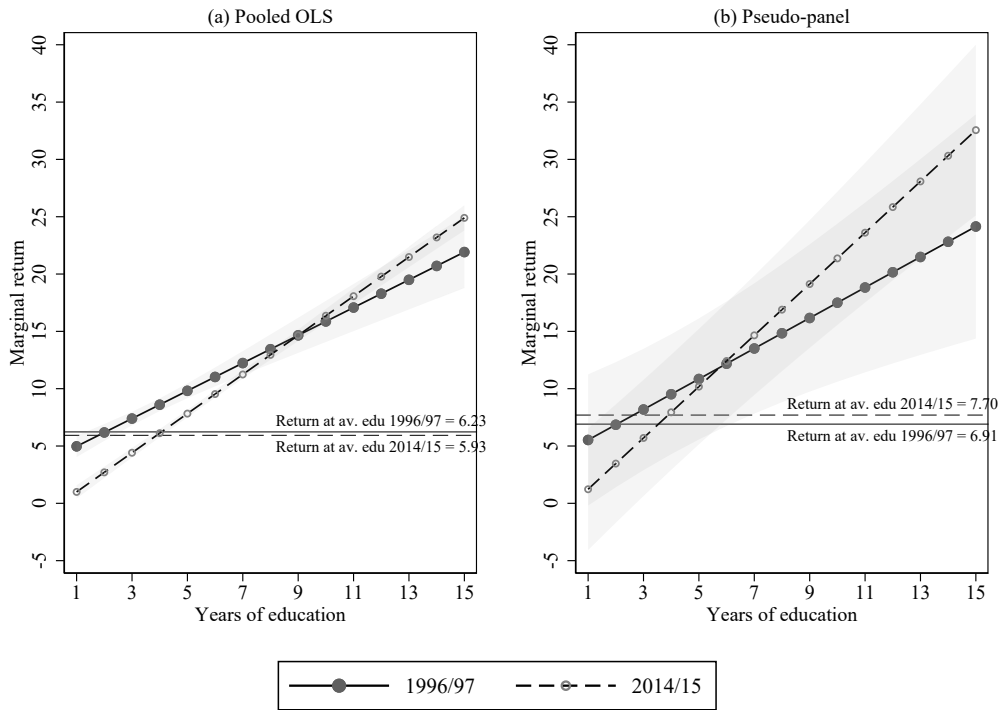 (a) Pooled OLS
Marginal return
40
35
30
25
20
15
10
5
0
-5
Return at av. edu 1996/97 = 6.23
Return at av. edu 2014/15 = 5.93
1 3 5 7 9 11 13 15
Years of education
(b) Pseudo-panel
Marginal return
40
35
30
25
20
15
10
5
0
-5
Return at av. edu 2014/15 = 7.70
Return at av. edu 1996/97 = 6.91
1 3 5 7 9 11 13 15
Years of education
1996/97 2014/15